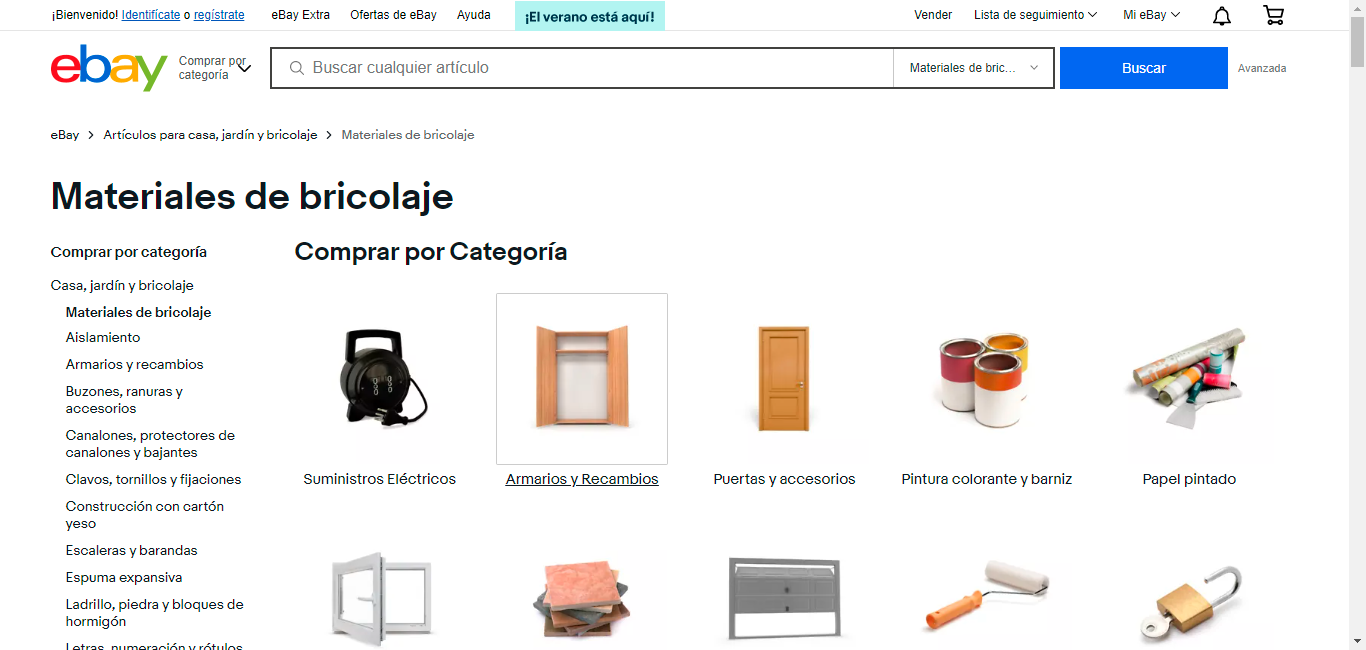 ¡Bienvenido! Identifícate o regístrate eBay Extra Ofertas de eBay Ayuda ¡El verano está aquí! Vender Lista de seguimiento Mi eBay
ebay Comprar por categoría Buscar cualquier artículo Materiales de bric... Buscar Avanzada
eBay Artículos para casa, jardín y bricolaje Materiales de bricolaje
Materiales de bricolaje
Comprar por categoría
Casa, jardín y bricolaje
Materiales de bricolaje
Aislamiento
Armarios y recambios
Buzones, ranuras y
accesorios
Canalones, protectores de
canalones y bajantes
Clavos, tornillos y fijaciones
Construcción con cartón
yeso
Escaleras y barandas
Espuma expansiva
Ladrillo, piedra y bloques de
hormigón
Letras, numeración y rótulos
Comprar por Categoría
Suministros Eléctricos
Armarios y Recambios
Puertas y accesorios
Pintura colorante y barniz
Papel pintado